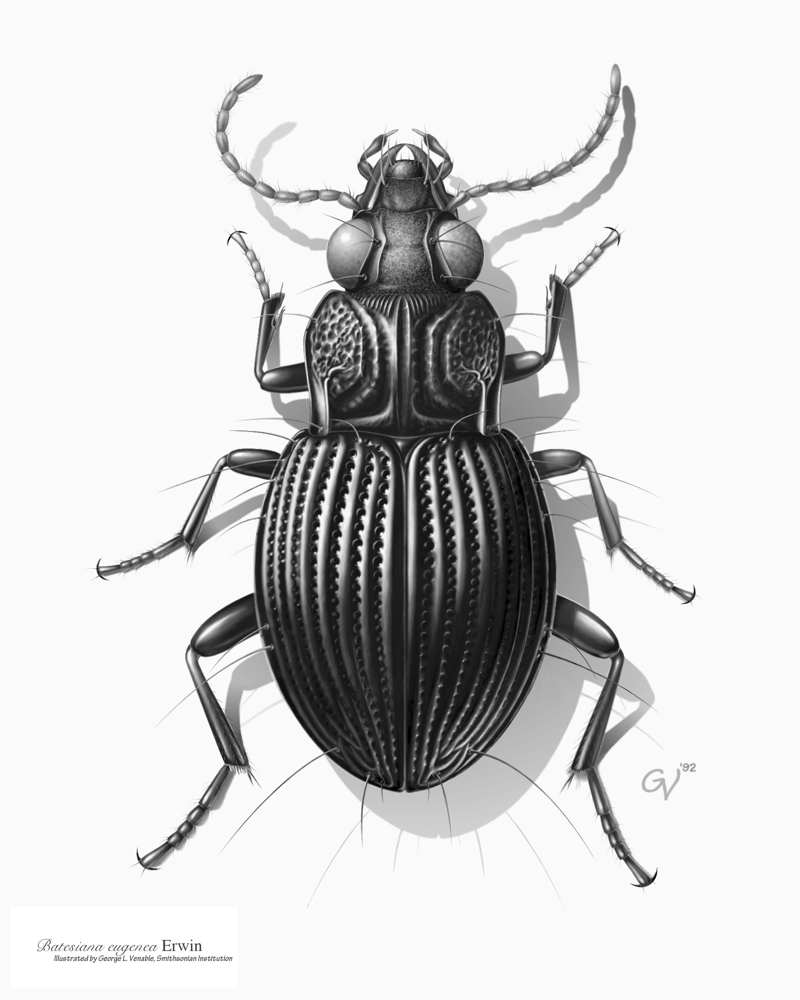 GV '92
Batesiana eugenea Erwin
Illustrated by George L. Venable, Smithsonian Institution